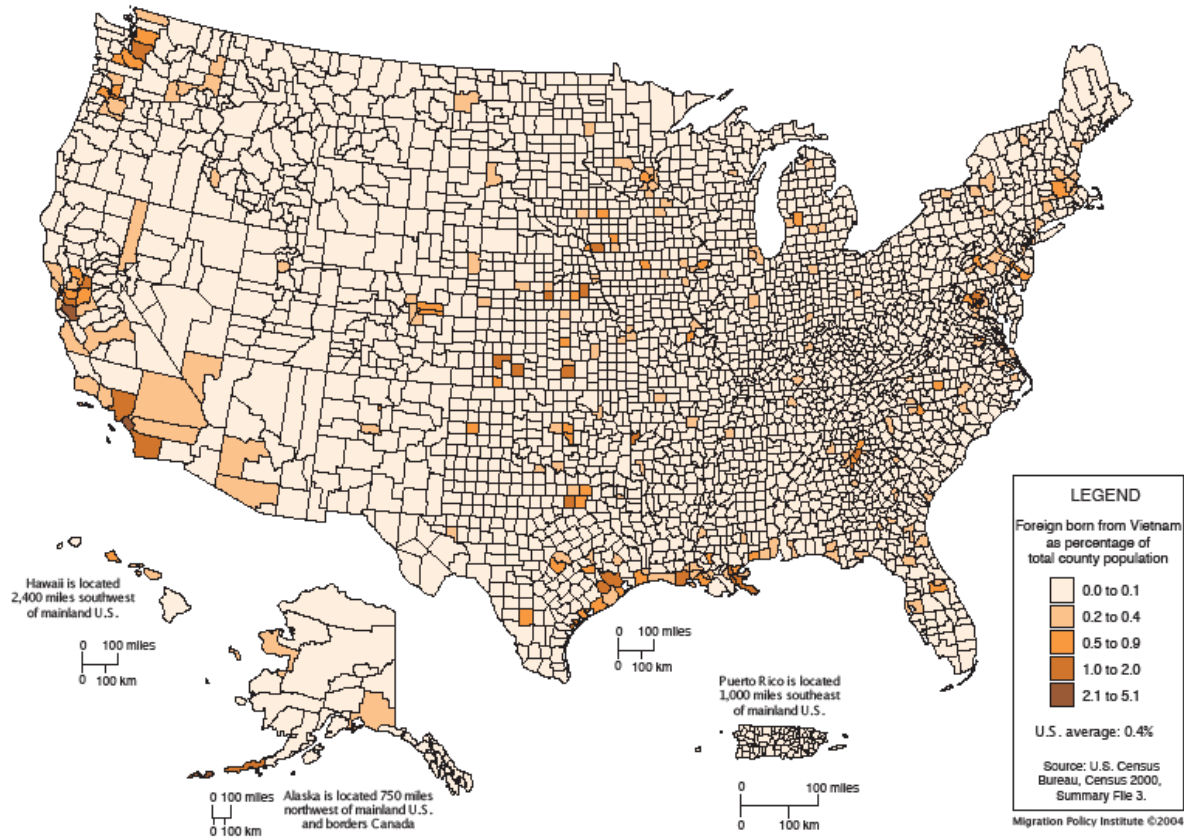 LEGEND
Foreign born from Vietnam
as percentage of
total county population
0.0 to 0.1
0.2 to 0.4
0.5 to 0.9
1.0 to 2.0
2.1 to 5.1
U.S. average: 0.4%
Source: U.S. Census
Bureau, Census 2000,
Summary File 3.
Migration Policy Institute ©2004
Hawaii is located
2,400 miles southwest
of mainland U.S.
0 100 miles
0 100 km
0 100 miles
0 100 km
Puerto Rico is located
1,000 miles southeast
of mainland U.S.
0 100 miles
0 100 km
0 100 miles
0 100 km
Alaska is located 750 miles
northwest of mainland U.S.
and borders Canada